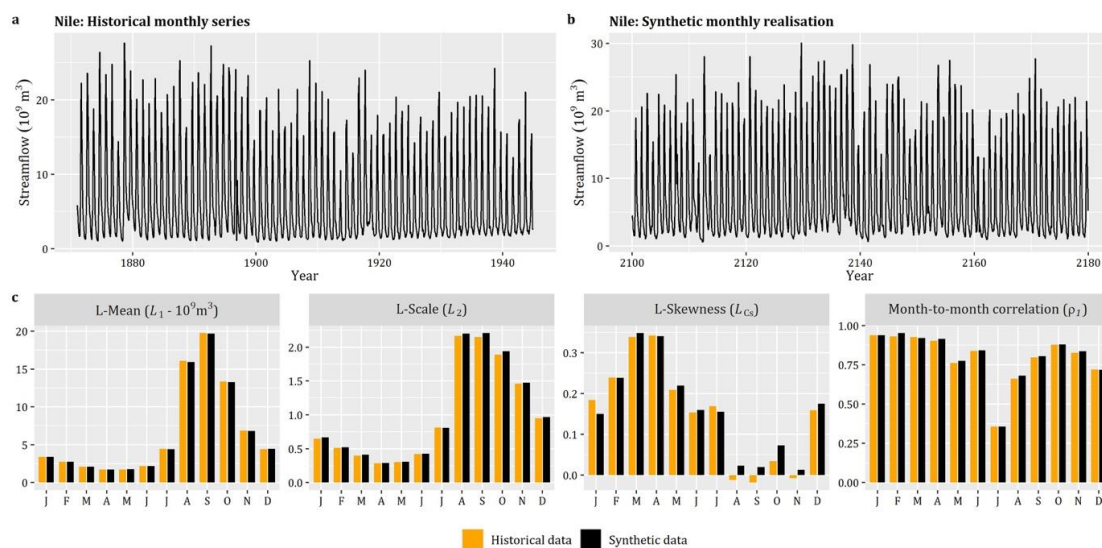 a Nile: Historical monthly series
Streamflow (10⁹ m³)
20
10
0
1880 1900 1920 1940
Year
b Nile: Synthetic monthly realisation
Streamflow (10⁹ m³)
30
20
10
0
2100 2120 2140 2160 2180
Year
c
L-Mean (L₁ - 10⁹m³)
20
15
10
5
0
J F M A M J J A S O N D
L-Scale (L₂)
2.0
1.5
1.0
0.5
0.0
J F M A M J J A S O N D
L-Skewness (L_Cs)
0.3
0.2
0.1
0.0
J F M A M J J A S O N D
Month-to-month correlation (ρ₁)
1.00
0.75
0.50
0.25
0.00
J F M A M J J A S O N D
Historical data Synthetic data